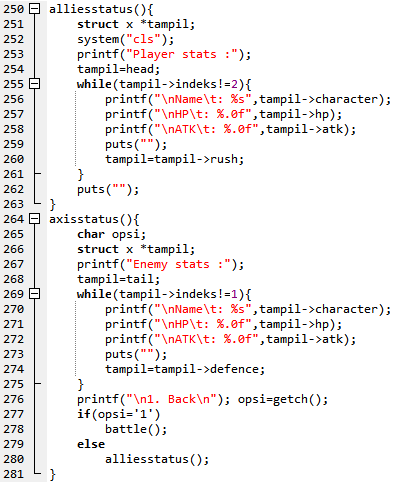 250 alliesstatus(){
251     struct x *tampil;
252     system("cls");
253     printf("Player stats :");
254     tampil=head;
255     while(tampil->indeks!=2){
256         printf("\nName\t: %s",tampil->character);
257         printf("\nHP\t: %.0f",tampil->hp);
258         printf("\nATK\t: %.0f",tampil->atk);
259         puts("");
260         tampil=tampil->rush;
261     }
262     puts("");
263 }
264 axisstatus(){
265     char opsi;
266     struct x *tampil;
267     printf("Enemy stats :");
268     tampil=tail;
269     while(tampil->indeks!=1){
270         printf("\nName\t: %s",tampil->character);
271         printf("\nHP\t: %.0f",tampil->hp);
272         printf("\nATK\t: %.0f",tampil->atk);
273         puts("");
274         tampil=tampil->defence;
275     }
276     printf("\n1. Back\n"); opsi=getch();
277     if(opsi='1')
278         battle();
279     else
280         alliesstatus();
281 }